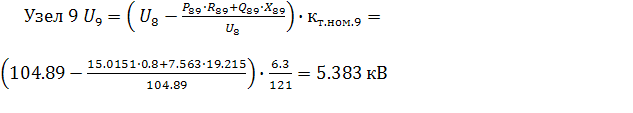 Узел 9 U₉ = (U₈ − (P₈₉·R₈₉+Q₈₉·X₈₉)/U₈) · к_т.ном.9 =
(104.89 − (15.0151·0.8+7.563·19.215)/104.89) · 6.3/121 = 5.383 кВ